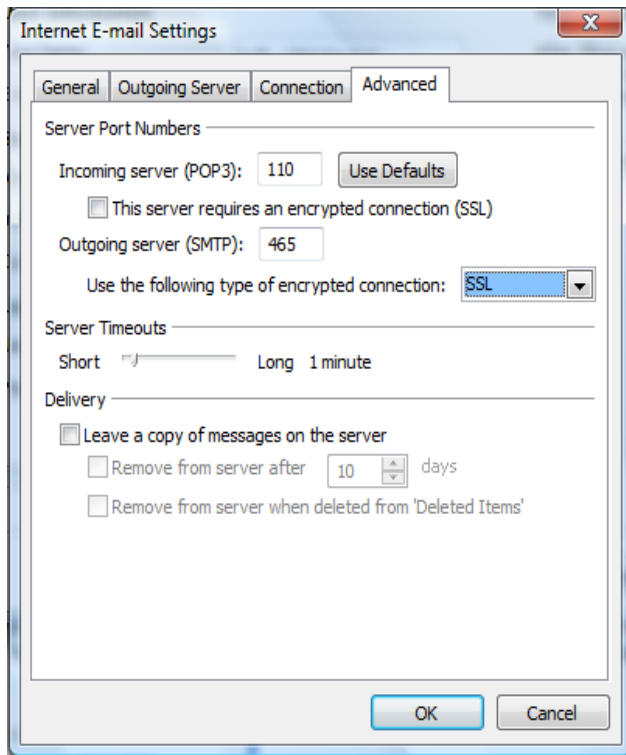 Internet E-mail Settings
General Outgoing Server Connection Advanced
Server Port Numbers
Incoming server (POP3): 110 Use Defaults
This server requires an encrypted connection (SSL)
Outgoing server (SMTP): 465
Use the following type of encrypted connection: SSL
Server Timeouts
Short Long 1 minute
Delivery
Leave a copy of messages on the server
Remove from server after 10 days
Remove from server when deleted from 'Deleted Items'
OK Cancel